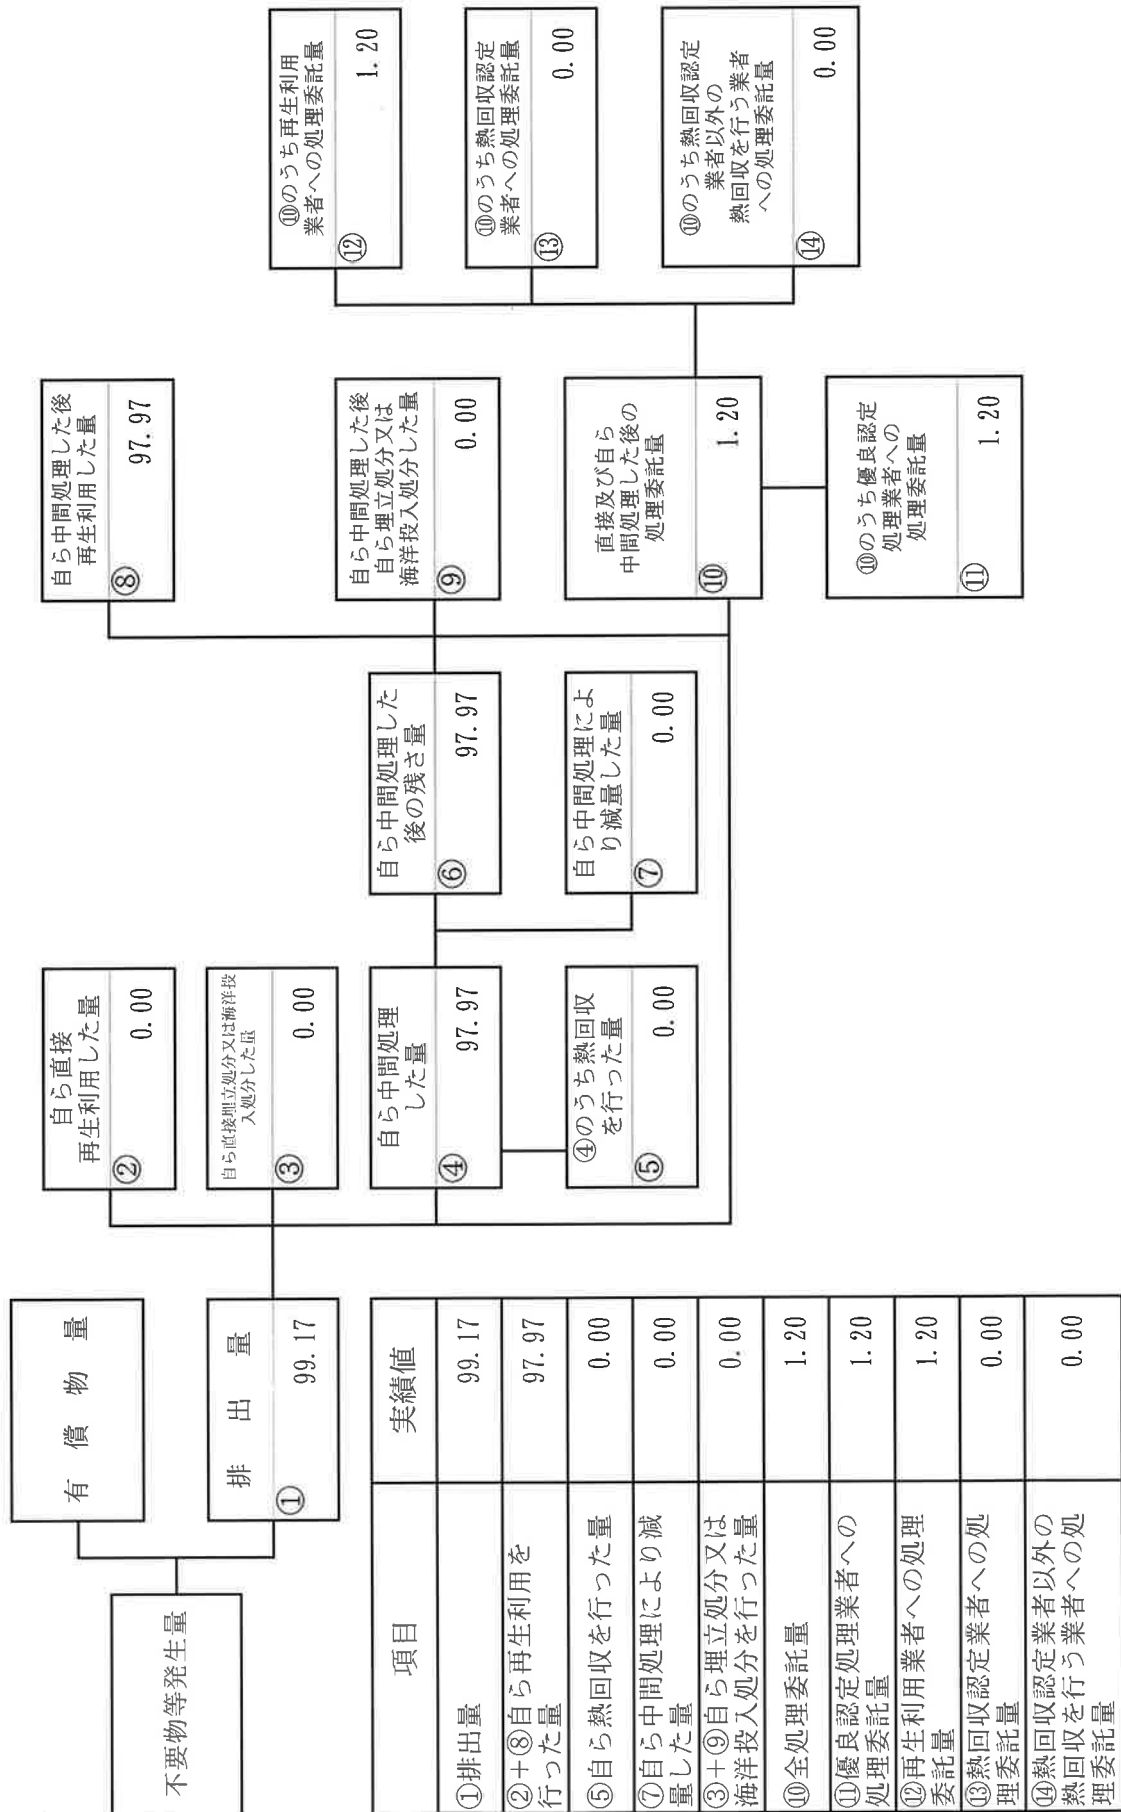 不要物等発生量
有償物量
排出量
①
99.17
自ら直接
再生利用した量
②
0.00
自ら直接埋立処分又は海洋投
入処分した量
③
0.00
自ら中間処理
した量
④
97.97
④のうち熱回収
を行った量
⑤
0.00
自ら中間処理した
後の残さ量
⑥
97.97
自ら中間処理によ
り減量した量
⑦
0.00
自ら中間処理した後
再生利用した量
⑧
97.97
自ら中間処理した後
自ら埋立処分又は
海洋投入処分した量
⑨
0.00
直接及び自ら
中間処理した後の
処理委託量
⑩
1.20
⑩のうち優良認定
処理業者への
処理委託量
⑪
1.20
⑩のうち再生利用
業者への処理委託量
⑫
1.20
⑩のうち熱回収認定
業者への処理委託量
⑬
0.00
⑩のうち熱回収認定
業者以外の
熱回収を行う業者
への処理委託量
⑭
0.00
項目 実績値
①排出量 99.17
②+⑧自ら再生利用を
行った量 97.97
⑤自ら熱回収を行った量 0.00
⑦自ら中間処理により減
量した量 0.00
③+⑨自ら埋立処分又は
海洋投入処分を行った量 0.00
⑩全処理委託量 1.20
⑪優良認定処理業者への
処理委託量 1.20
⑫再生利用業者への処理
委託量 1.20
⑬熱回収認定業者への処
理委託量 0.00
⑭熱回収認定業者以外の
熱回収を行う業者への処
理委託量 0.00